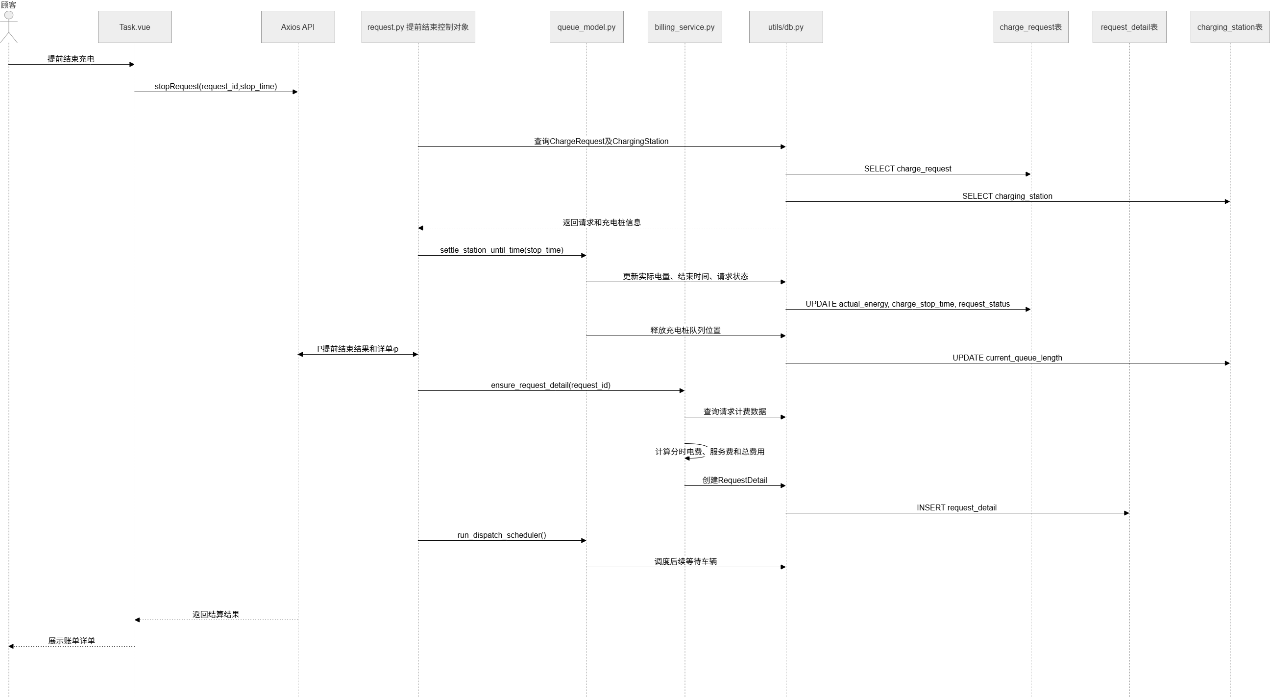 顾客
Task.vue
Axios API
request.py 提前结束控制对象
queue_model.py
billing_service.py
utils/db.py
charge_request表
request_detail表
charging_station表
提前结束充电
stopRequest(request_id,stop_time)
查询ChargeRequest及ChargingStation
SELECT charge_request
SELECT charging_station
返回请求和充电桩信息
settle_station_until_time(stop_time)
更新实际电量、结束时间、请求状态
UPDATE actual_energy, charge_stop_time, request_status
释放充电桩队列位置
提前结束结果和详单
UPDATE current_queue_length
ensure_request_detail(request_id)
查询请求计费数据
计算分时电费、服务费和总费用
创建RequestDetail
INSERT request_detail
run_dispatch_scheduler()
调度后续等待车辆
返回结算结果
展示账单详单